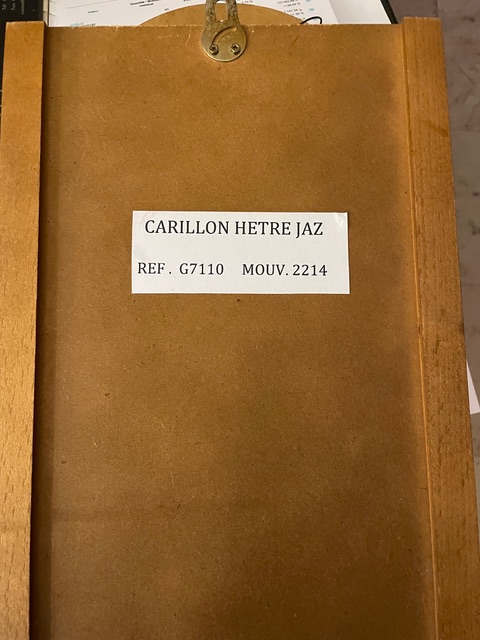 CARILLON HETRE JAZ
REF. G7110 MOUV. 2214